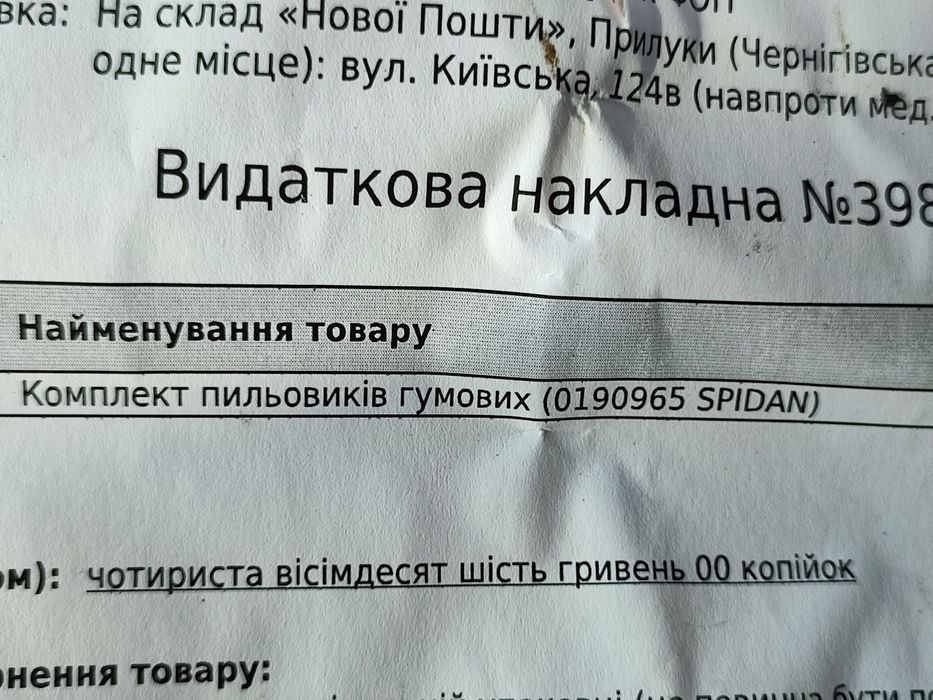 вка: На склад «Нової Пошти», Прилуки (Чернігівська
одне місце): вул. Київська, 124в (навпроти мед.
Видаткова накладна №398
Найменування товару
Комплект пильовиків гумових (0190965 SPIDAN)
ом): чотириста вісімдесят шість гривень 00 копійок
рнення товару: